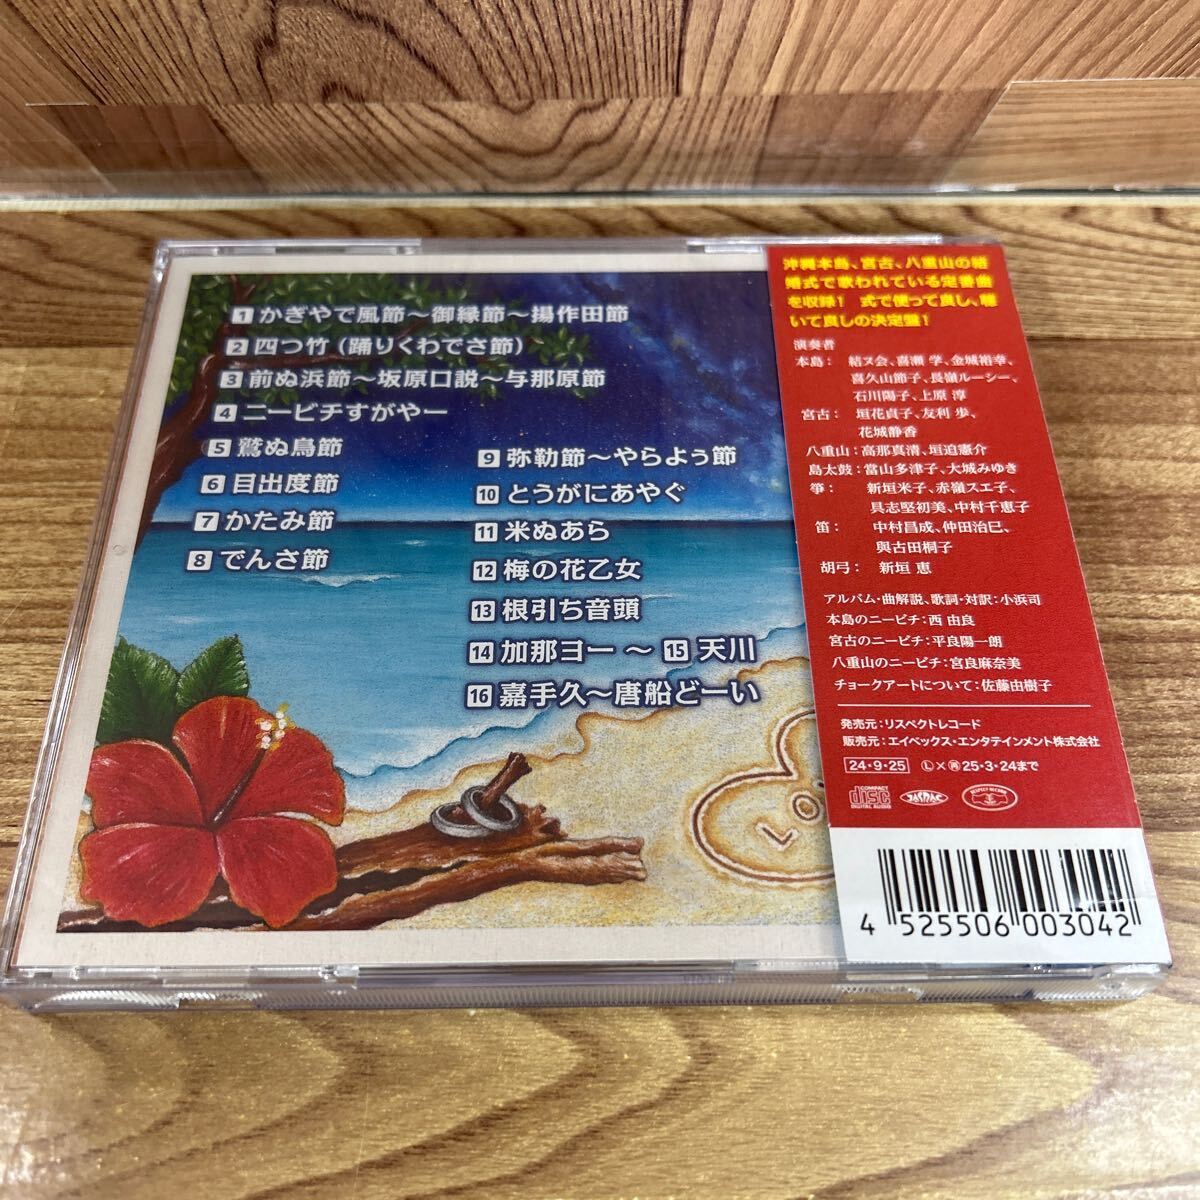 1 かぎやで風節～御縁節～揚作田節
2 四つ竹（踊りくわでさ節）
3 前ぬ浜節～坂原口説～与那原節
4 ニービチすがやー
5 鷲ぬ鳥節
6 目出度節
7 かたみ節
8 でんさ節
9 弥勒節～やらよぅ節
10 とうがにあやぐ
11 米ぬあら
12 梅の花乙女
13 根引ち音頭
14 加那ヨー ～ 15 天川
16 嘉手久～唐船どーい
沖縄本島、宮古、八重山の結
婚式で歌われている定番曲
を収録！ 式で使って良し、聴
いて良しの決定盤！
演奏者
本島： 結ヌ会、喜瀬 学、金城裕幸、
喜久山節子、長嶺ルーシー、
石川陽子、上原 淳
宮古： 垣花貞子、友利 歩、
花城静香
八重山：高那真清、垣迫憲介
島太鼓：當山多津子、大城みゆき
箏： 新垣米子、赤嶺スエ子、
具志堅初美、中村千恵子
笛： 中村昌成、仲田治巳、
與古田桐子
胡弓： 新垣 恵
アルバム・曲解説、歌詞・対訳：小浜司
本島のニービチ：西 由良
宮古のニービチ：平良陽一朗
八重山のニービチ：宮良麻奈美
チョークアートについて：佐藤由樹子
発売元：リスペクトレコード
販売元：エイベックス・エンタテインメント株式会社
24・9・25 Ⓛ×㊐25・3・24まで
COMPACT disc DIGITAL AUDIO JASRAC RESPECT RECORD
4 525506 003042